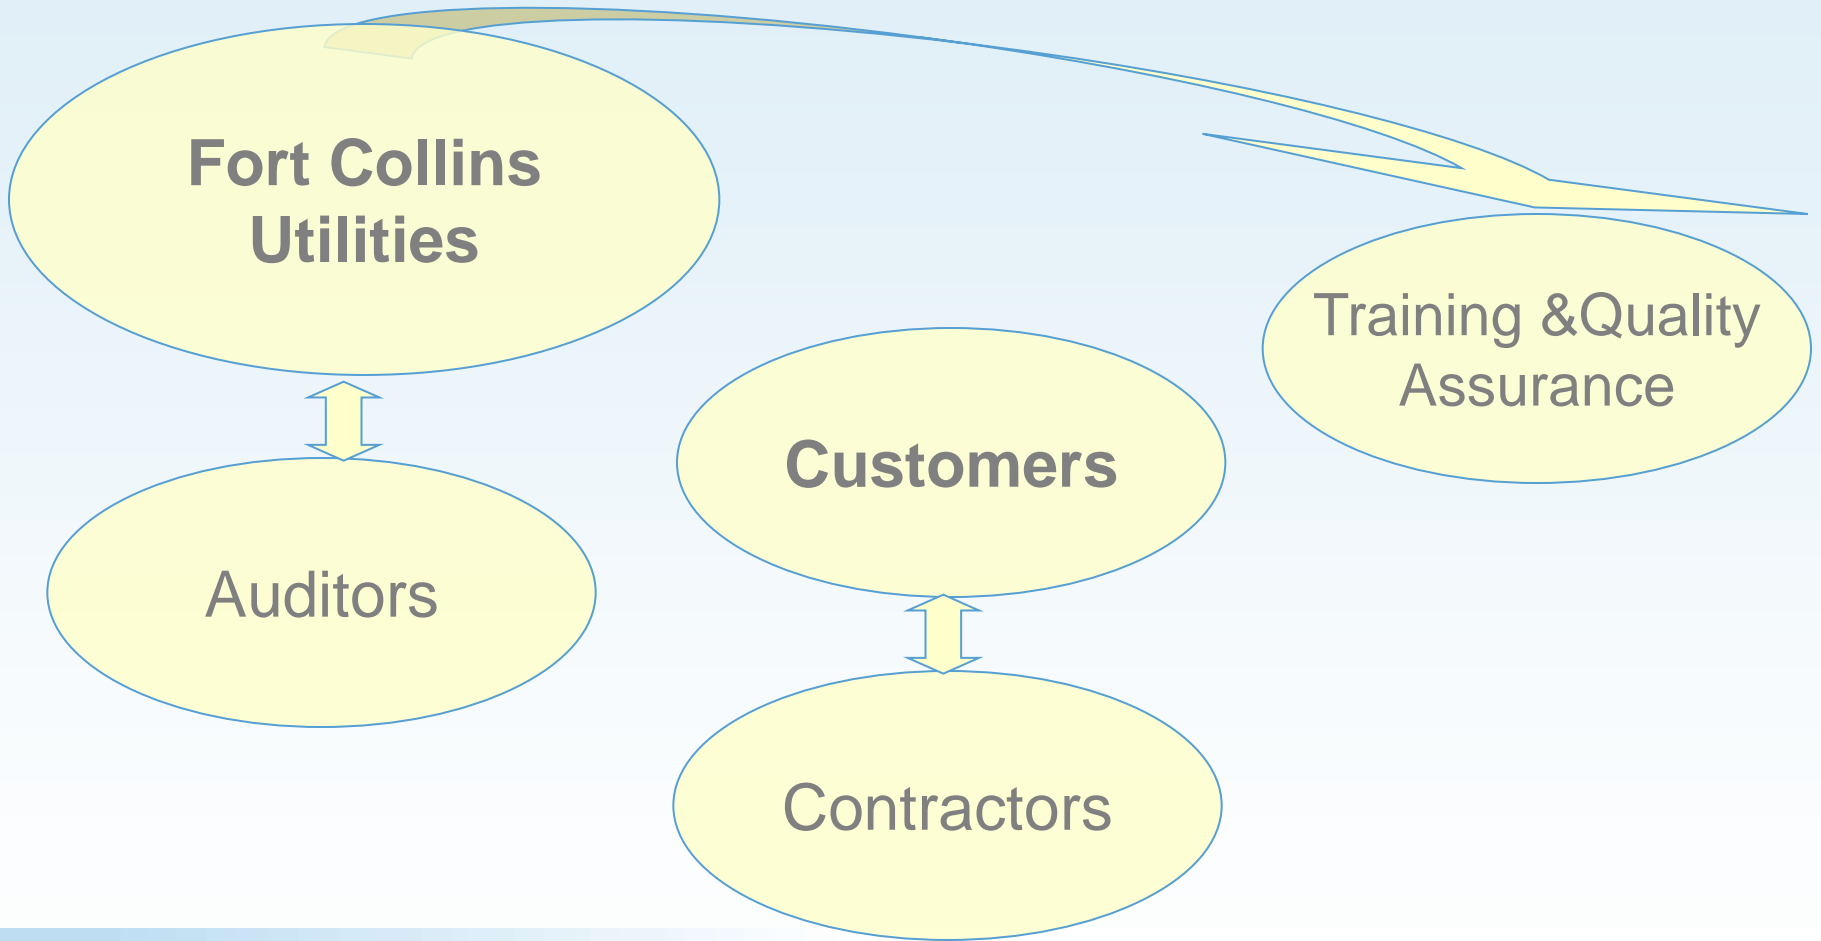 Fort Collins
Utilities
Training &Quality
Assurance
Customers
Auditors
Contractors